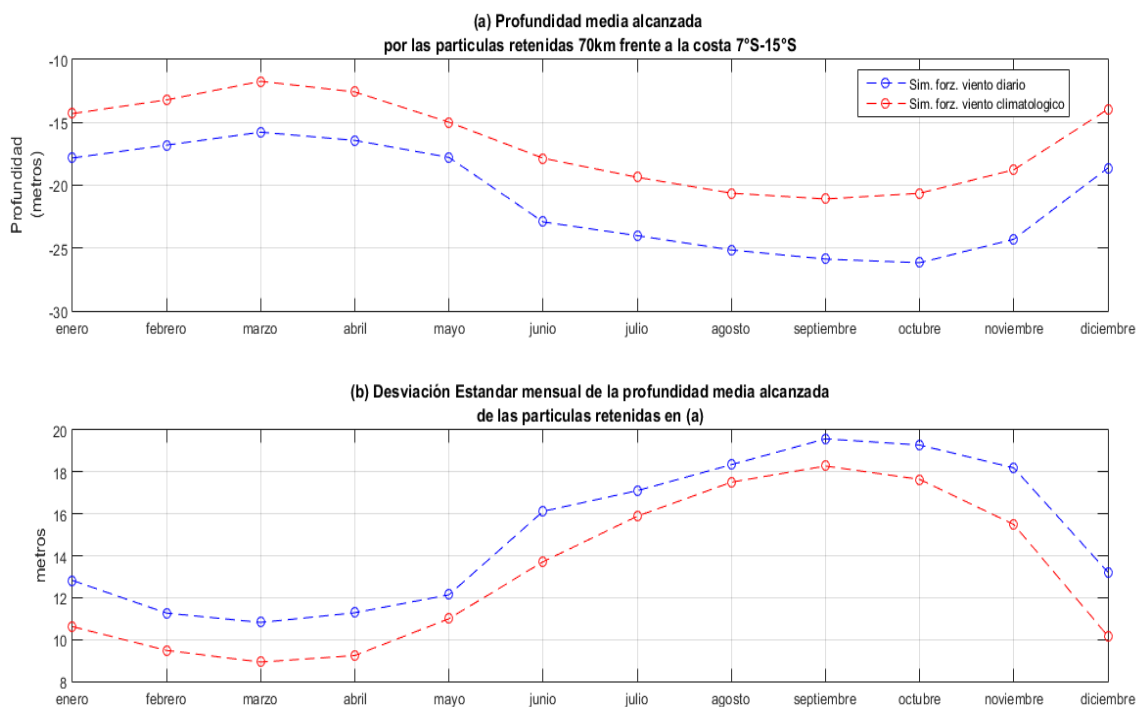 (a) Profundidad media alcanzada
por las particulas retenidas 70km frente a la costa 7°S-15°S
Profundidad
(metros)
-10
-15
-20
-25
-30
Sim. forz. viento diario
Sim. forz. viento climatologico
enero febrero marzo abril mayo junio julio agosto septiembre octubre noviembre diciembre
(b) Desviación Estandar mensual de la profundidad media alcanzada
de las particulas retenidas en (a)
metros
20
18
16
14
12
10
8
enero febrero marzo abril mayo junio julio agosto septiembre octubre noviembre diciembre